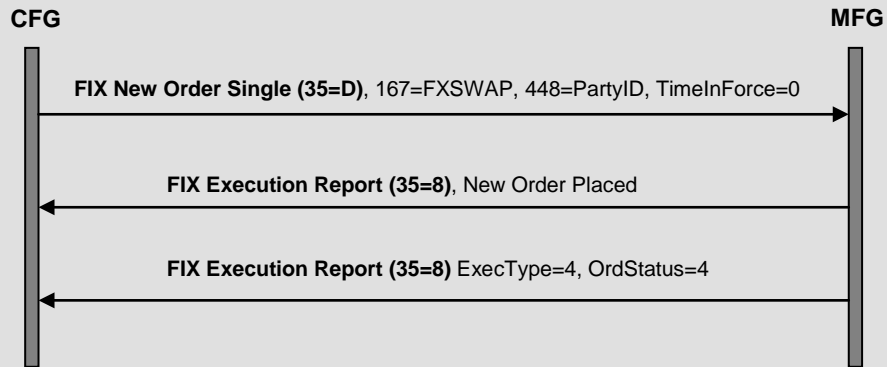 CFG MFG
FIX New Order Single (35=D), 167=FXSWAP, 448=PartyID, TimeInForce=0
FIX Execution Report (35=8), New Order Placed
FIX Execution Report (35=8) ExecType=4, OrdStatus=4